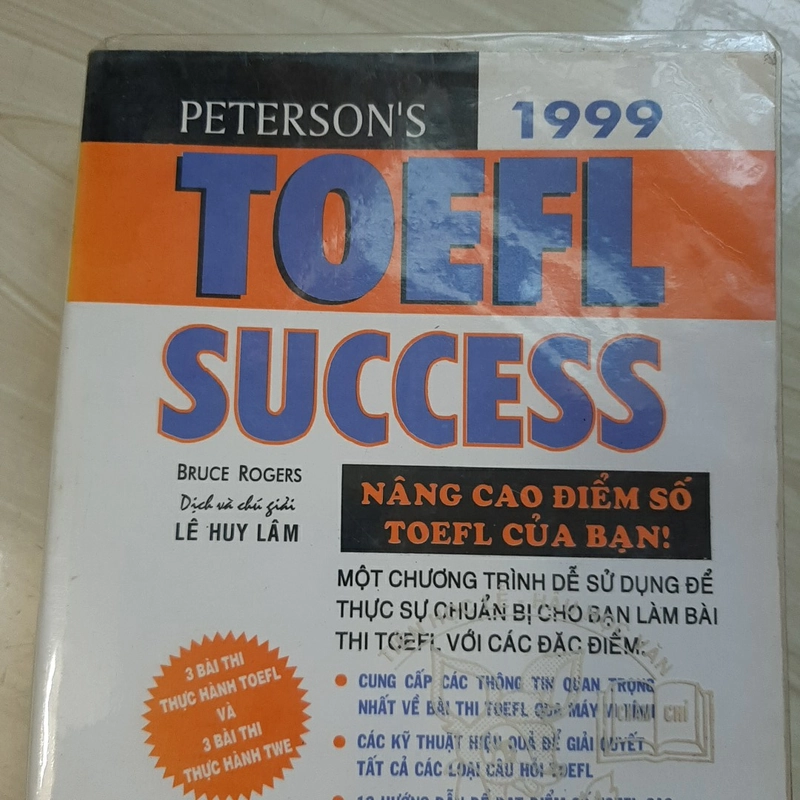 PETERSON'S 1999
TOEFL
SUCCESS
BRUCE ROGERS
Dịch và chú giải
LÊ HUY LÂM
NÂNG CAO ĐIỂM SỐ
TOEFL CỦA BẠN!
MỘT CHƯƠNG TRÌNH DỄ SỬ DỤNG ĐỂ
THỰC SỰ CHUẨN BỊ CHO BẠN LÀM BÀI
THI TOEFL VỚI CÁC ĐẶC ĐIỂM:
• CUNG CẤP CÁC THÔNG TIN QUAN TRỌNG
NHẤT VỀ BÀI THI TOEFL QUA MÁY VI TÍNH
• CÁC KỸ THUẬT HIỆU QUẢ ĐỂ GIẢI QUYẾT
TẤT CẢ CÁC LOẠI CÂU HỎI TOEFL
3 BÀI THI
THỰC HÀNH TOEFL
VÀ
3 BÀI THI
THỰC HÀNH TWE